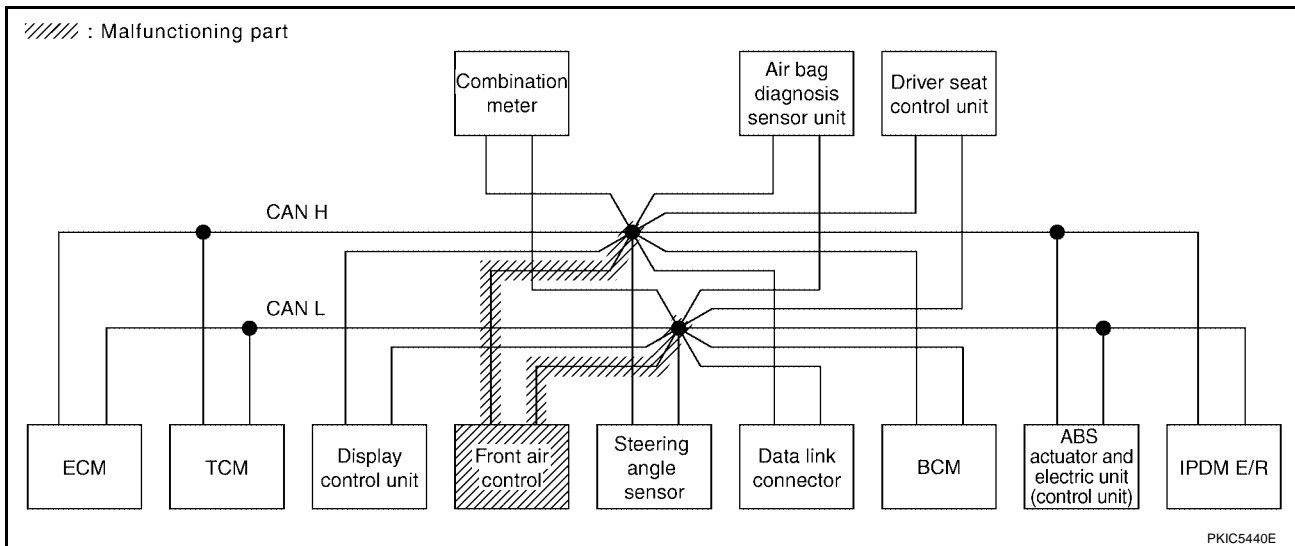 : Malfunctioning part
Combination
meter
Air bag
diagnosis
sensor unit
Driver seat
control unit
CAN H
CAN L
ECM
TCM
Display
control unit
Front air
control
Steering
angle
sensor
Data link
connector
BCM
ABS
actuator and
electric unit
(control unit)
IPDM E/R
PKIC5440E